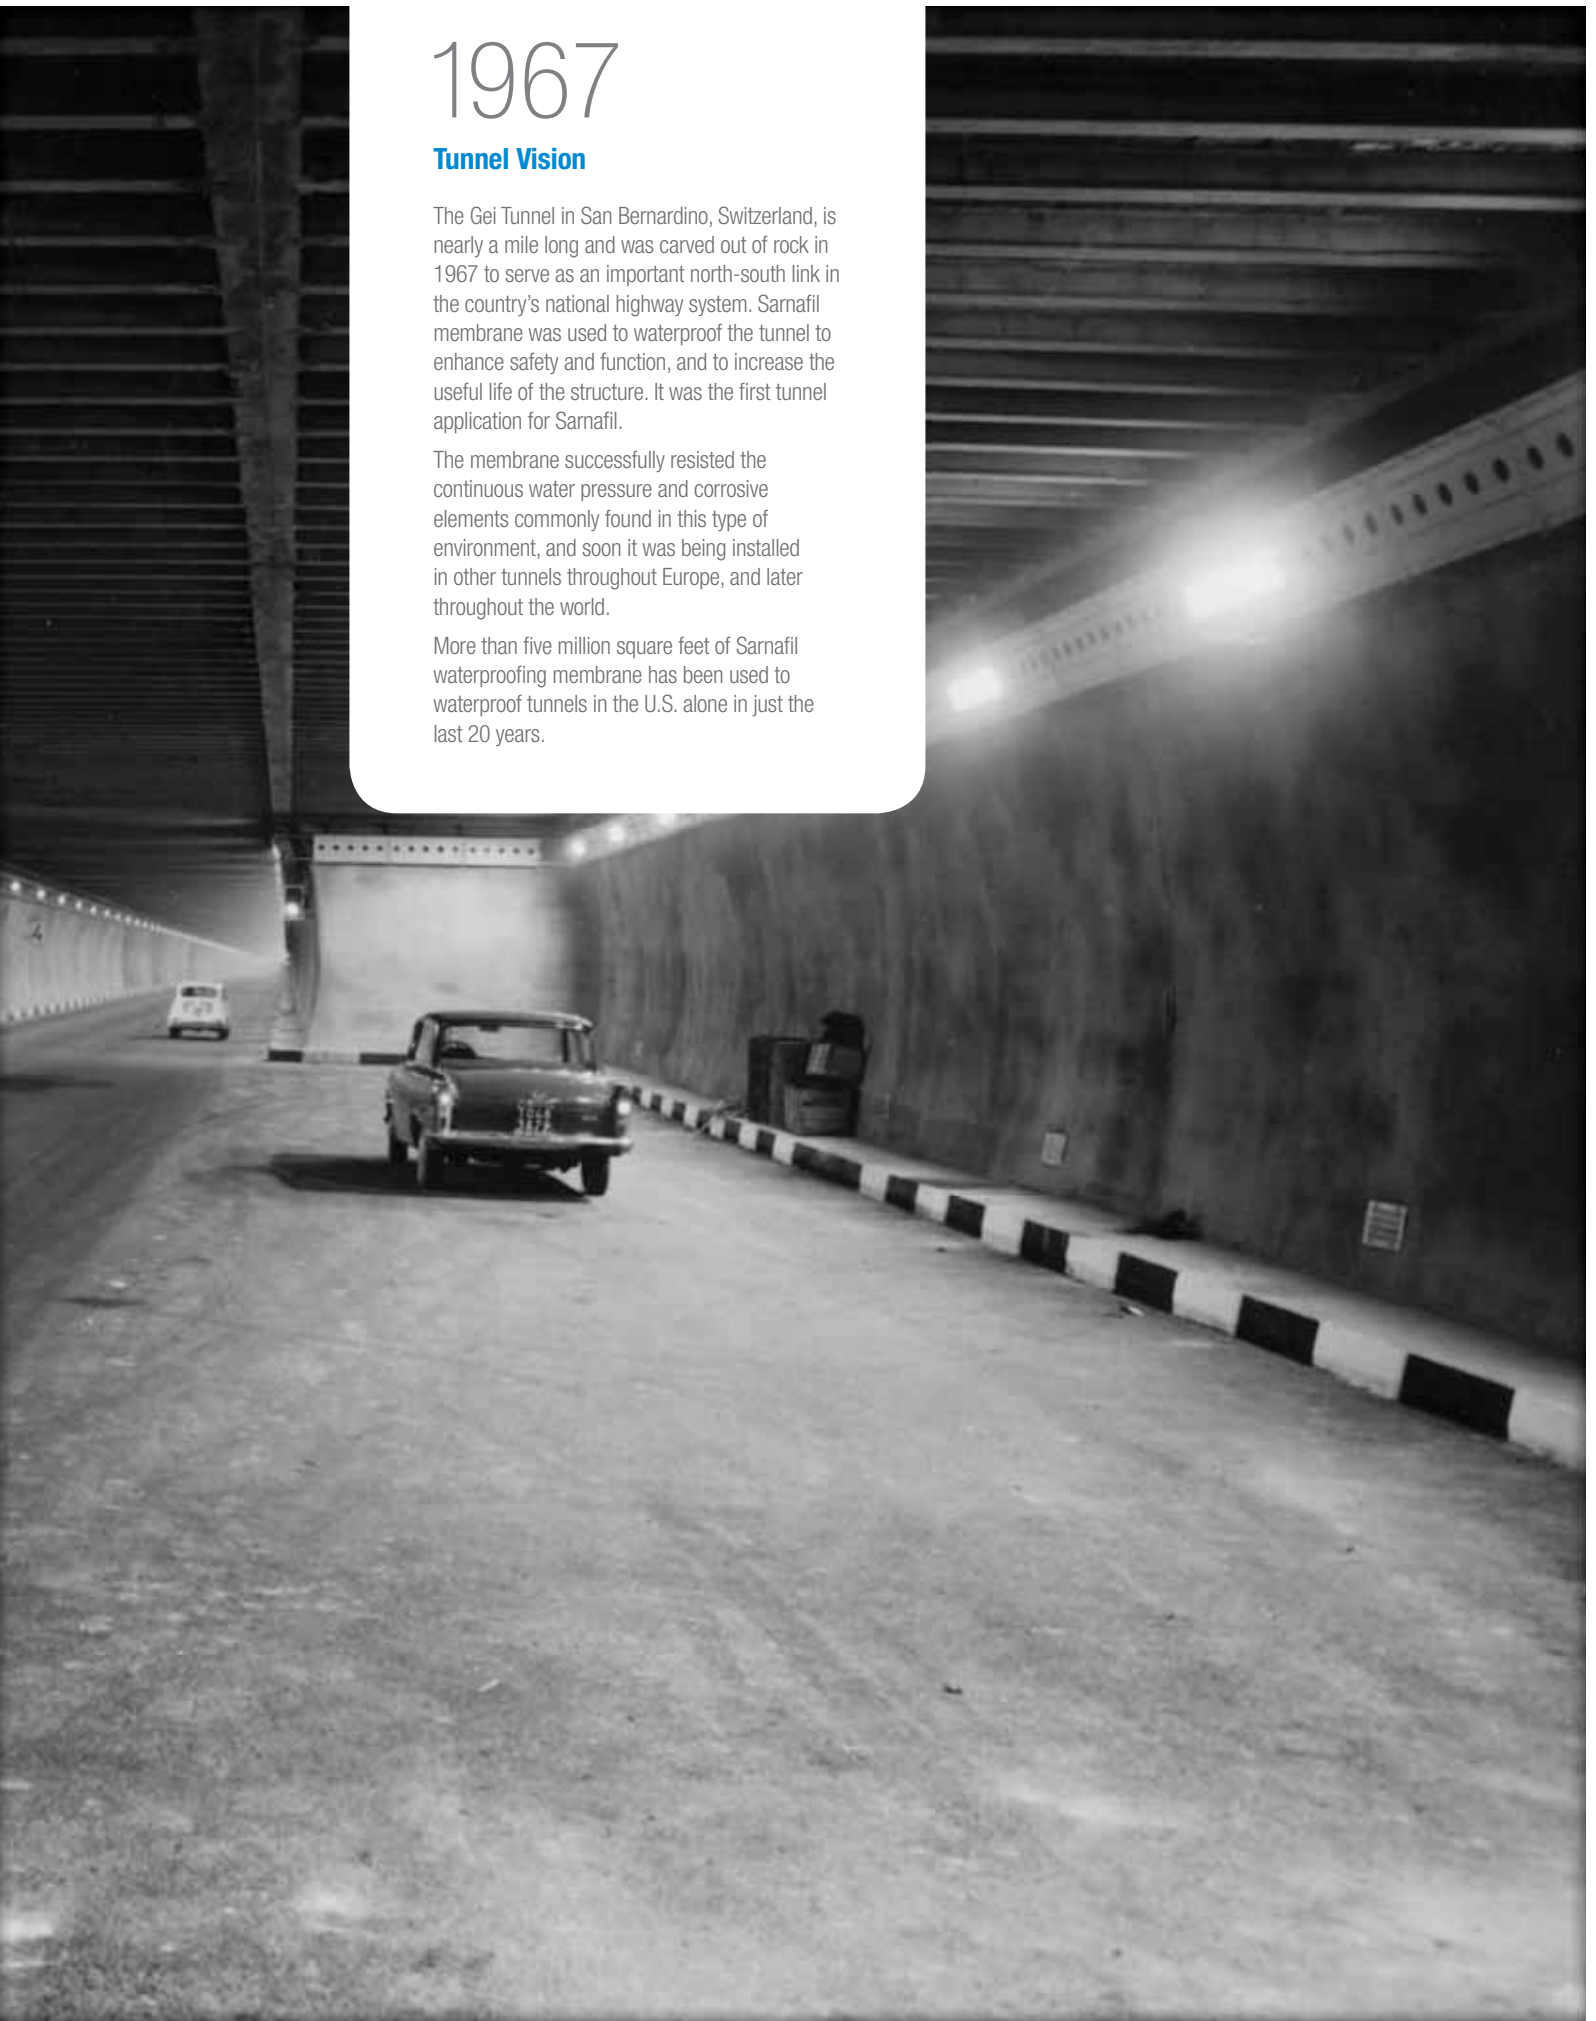 1967
Tunnel Vision
The Gei Tunnel in San Bernardino, Switzerland, is
nearly a mile long and was carved out of rock in
1967 to serve as an important north-south link in
the country's national highway system. Sarnafil
membrane was used to waterproof the tunnel to
enhance safety and function, and to increase the
useful life of the structure. It was the first tunnel
application for Sarnafil.
The membrane successfully resisted the
continuous water pressure and corrosive
elements commonly found in this type of
environment, and soon it was being installed
in other tunnels throughout Europe, and later
throughout the world.
More than five million square feet of Sarnafil
waterproofing membrane has been used to
waterproof tunnels in the U.S. alone in just the
last 20 years.